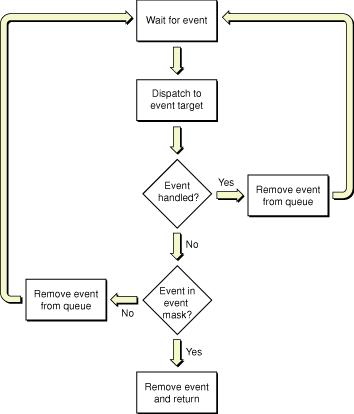 Wait for event
Dispatch to
event target
Event
handled?
Yes
Remove event
from queue
No
Event in
event
mask?
No
Remove event
from queue
Yes
Remove event
and return